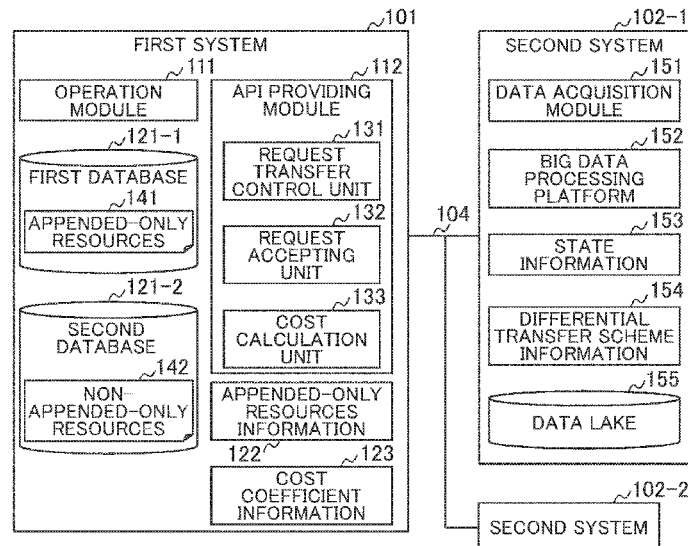 101
FIRST SYSTEM
111
OPERATION
MODULE
121-1
FIRST DATABASE
141
APPENDED-ONLY
RESOURCES
121-2
SECOND
DATABASE
142
NON-
APPENDED-ONLY
RESOURCES
112
API PROVIDING
MODULE
131
REQUEST
TRANSFER
CONTROL UNIT
132
REQUEST
ACCEPTING
UNIT
133
COST
CALCULATION
UNIT
APPENDED-ONLY
RESOURCES
INFORMATION
122
123
COST
COEFFICIENT
INFORMATION
104
102-1
SECOND SYSTEM
151
DATA ACQUISITION
MODULE
152
BIG DATA
PROCESSING
PLATFORM
153
STATE
INFORMATION
154
DIFFERENTIAL
TRANSFER SCHEME
INFORMATION
155
DATA LAKE
102-2
SECOND SYSTEM